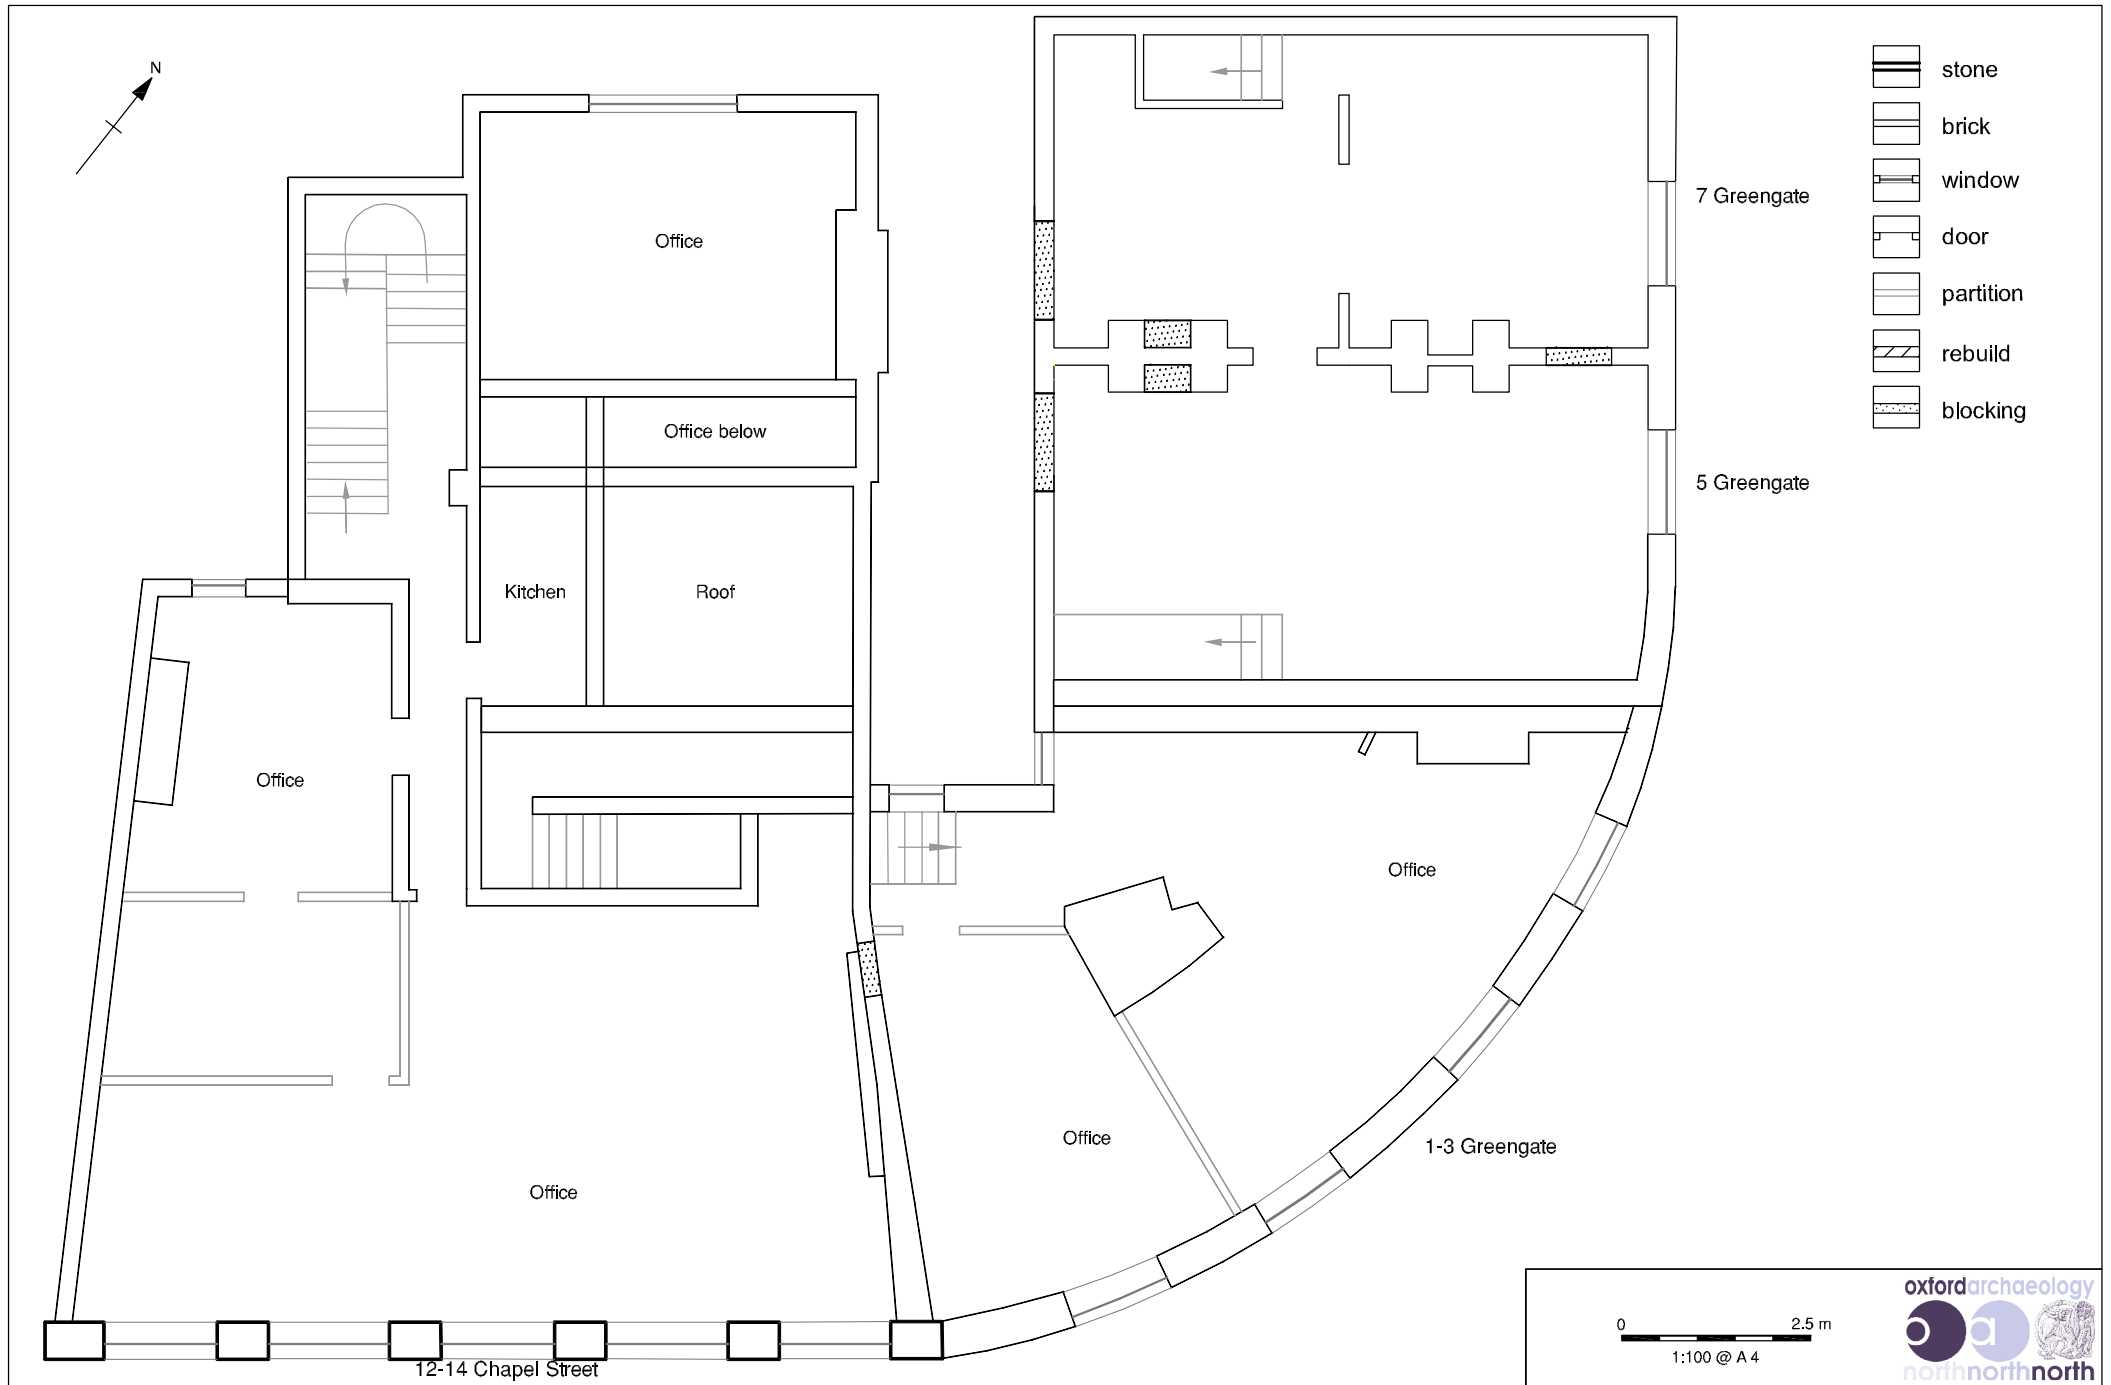 N
stone
brick
window
door
partition
rebuild
blocking
7 Greengate
Office
Office below
5 Greengate
Kitchen
Roof
Office
Office
Office
1-3 Greengate
Office
12-14 Chapel Street
0 2.5 m
1:100 @ A 4
oxfordarchaeology
oa
northnorthnorth